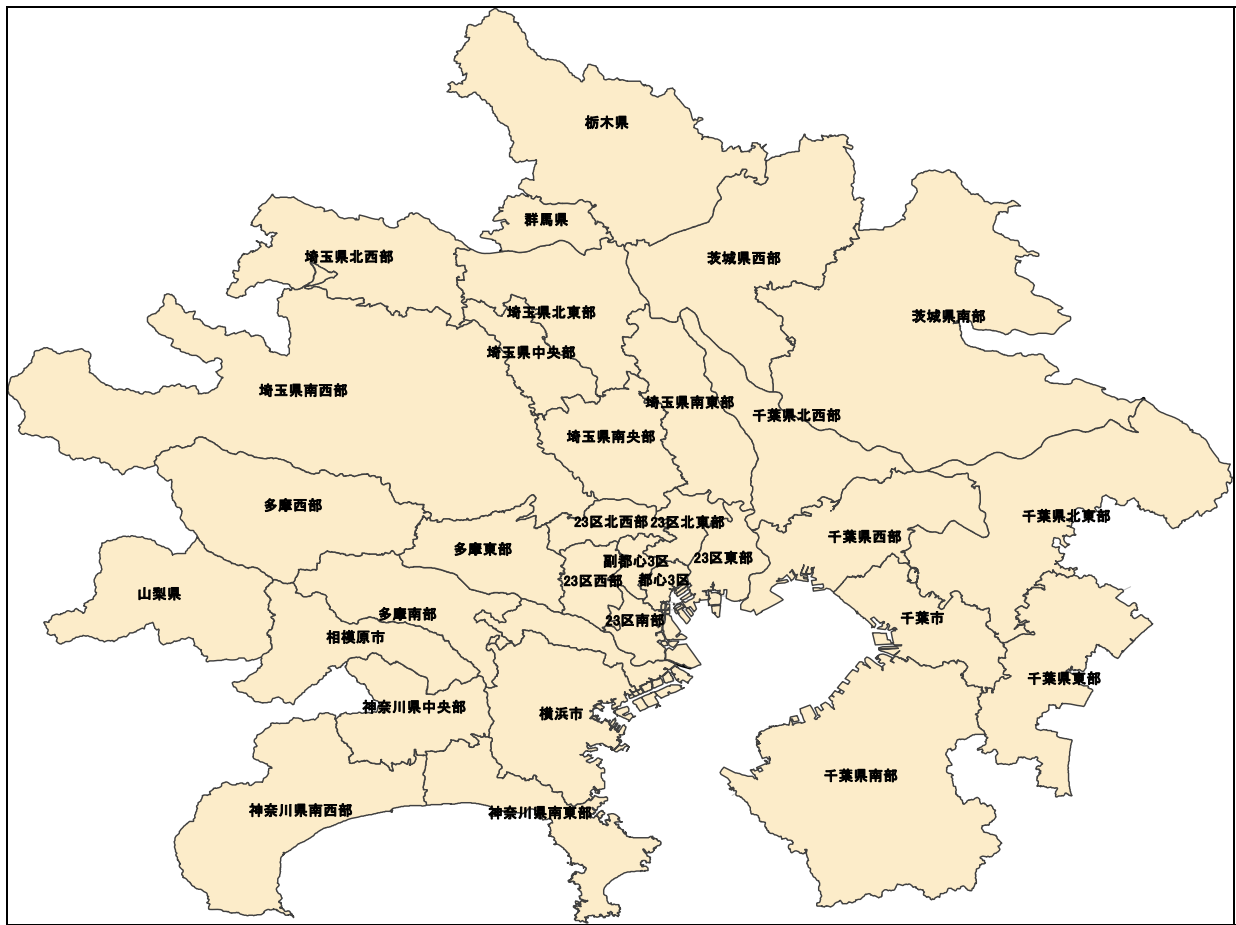 栃木県
群馬県
埼玉県北西部
茨城県西部
埼玉県北東部
茨城県南部
埼玉県中央部
埼玉県南西部
埼玉県南東部
千葉県北西部
埼玉県南央部
多摩西部
23区北西部
23区北東部
千葉県北東部
千葉県西部
多摩東部
23区東部
副都心3区
23区西部
都心3区
山梨県
多摩南部
23区南部
千葉市
相模原市
千葉県東部
神奈川県中央部
横浜市
千葉県南部
神奈川県南西部
神奈川県南東部